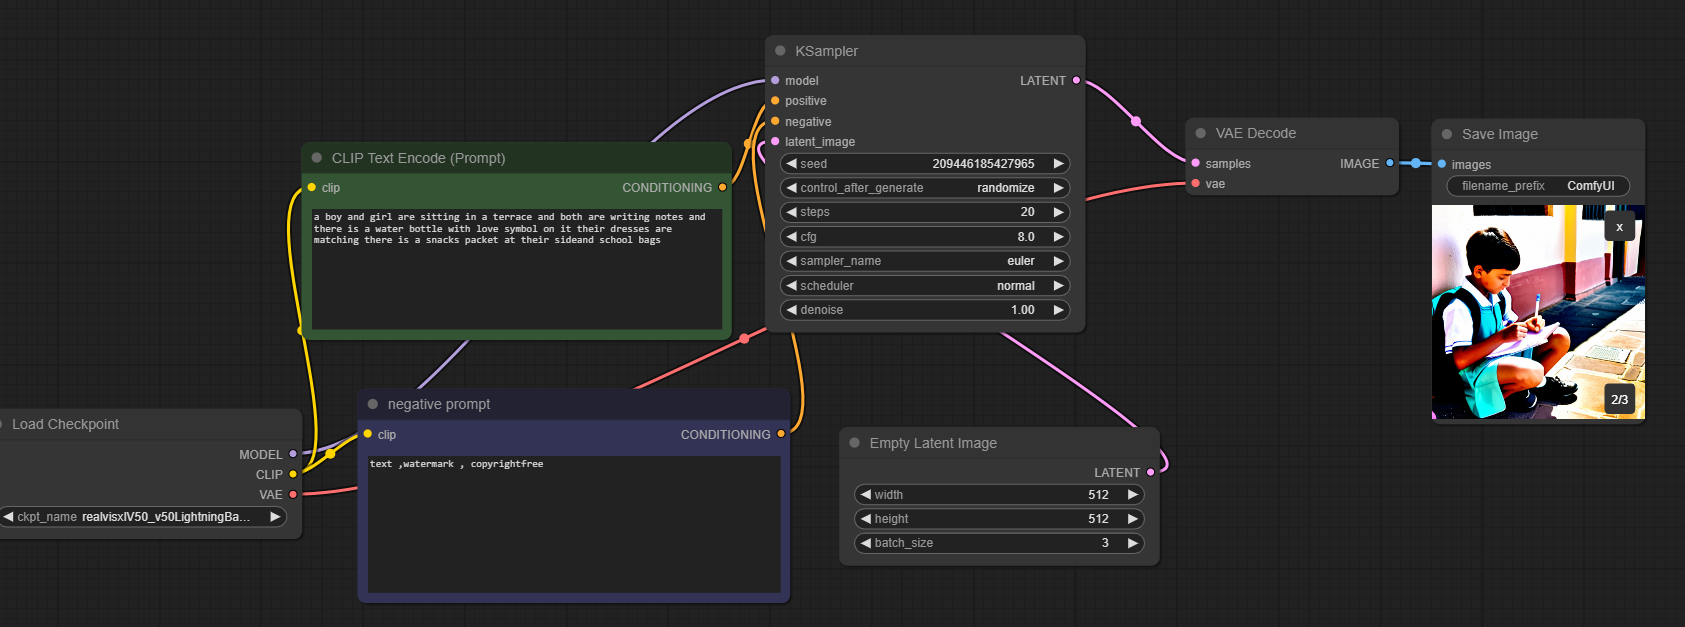 Load Checkpoint
MODEL
CLIP
VAE
ckpt_name realvisxlV50_v50LightningBa...
CLIP Text Encode (Prompt)
clip CONDITIONING
a boy and girl are sitting in a terrace and both are writing notes and
there is a water bottle with love symbol on it their dresses are
matching there is a snacks packet at their sideand school bags
negative prompt
clip CONDITIONING
text ,watermark , copyrightfree
KSampler
model LATENT
positive
negative
latent_image
seed 209446185427965
control_after_generate randomize
steps 20
cfg 8.0
sampler_name euler
scheduler normal
denoise 1.00
Empty Latent Image
LATENT
width 512
height 512
batch_size 3
VAE Decode
samples IMAGE
vae
Save Image
images
filename_prefix ComfyUI
x
2/3